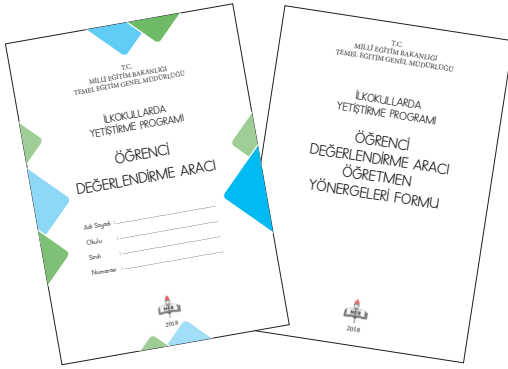 T.C.
MİLLÎ EĞİTİM BAKANLIĞI
TEMEL EĞİTİM GENEL MÜDÜRLÜĞÜ
İLKOKULLARDA
YETİŞTİRME PROGRAMI
ÖĞRENCİ
DEĞERLENDİRME ARACI
Adı Soyadı :
Okulu :
Sınıfı :
Numarası :
2018
T.C.
MİLLÎ EĞİTİM BAKANLIĞI
TEMEL EĞİTİM GENEL MÜDÜRLÜĞÜ
İLKOKULLARDA
YETİŞTİRME PROGRAMI
ÖĞRENCİ
DEĞERLENDİRME ARACI
ÖĞRETMEN
YÖNERGELERİ FORMU
2018